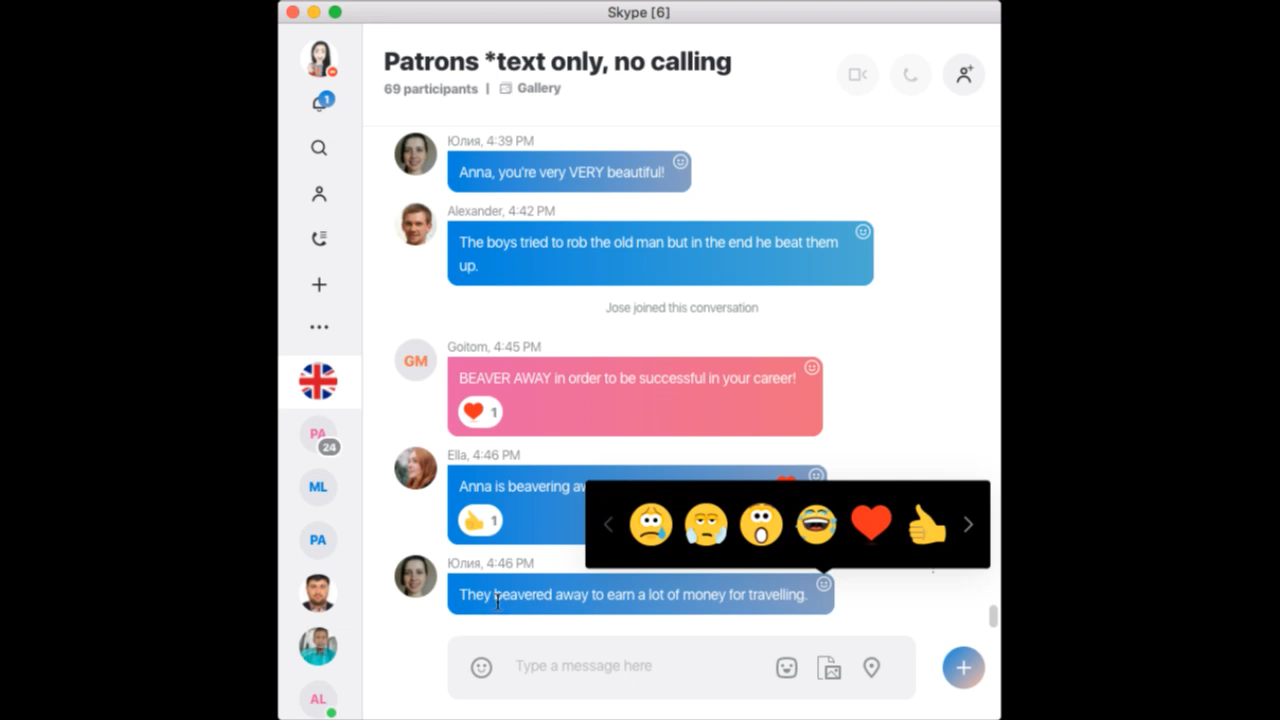 Skype [6]
1
Patrons *text only, no calling
69 participants | Gallery
Юлия, 4:39 PM
Anna, you're very VERY beautiful!
Alexander, 4:42 PM
The boys tried to rob the old man but in the end he beat them
up.
Jose joined this conversation
Goitom, 4:45 PM
GM
BEAVER AWAY in order to be successful in your career!
1
PA
24
Ella, 4:46 PM
ML
Anna is beavering
1
PA
Юлия, 4:46 PM
They beavered away to earn a lot of money for travelling.
Type a message here
AL